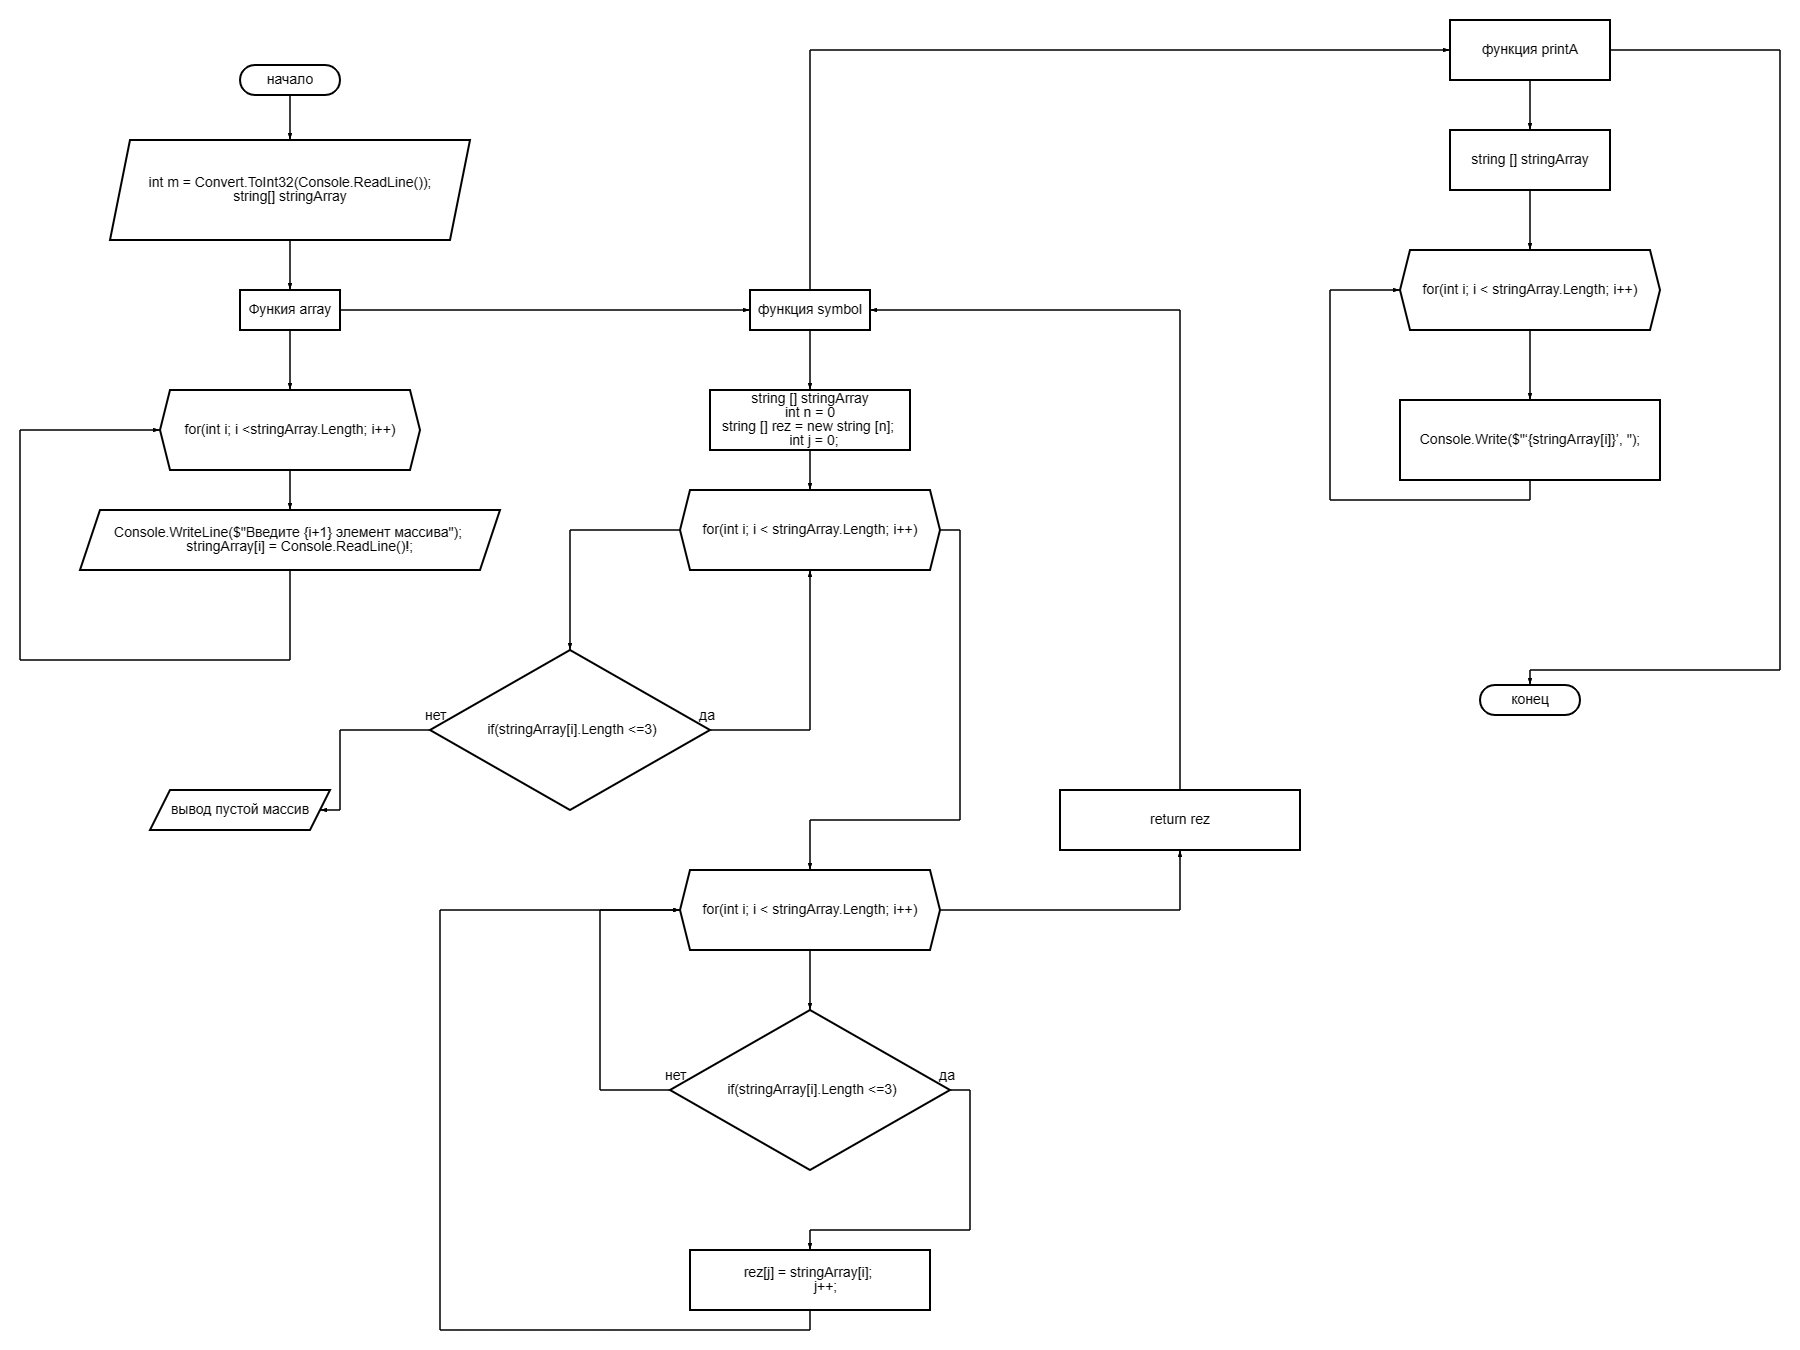 начало
int m = Convert.ToInt32(Console.ReadLine());
string[] stringArray
Функия array
for(int i; i <stringArray.Length; i++)
Console.WriteLine($"Введите {i+1} элемент массива");
stringArray[i] = Console.ReadLine()!;
функция symbol
string [] stringArray
int n = 0
string [] rez = new string [n];
int j = 0;
for(int i; i < stringArray.Length; i++)
нет
if(stringArray[i].Length <=3)
да
вывод пустой массив
for(int i; i < stringArray.Length; i++)
return rez
нет
if(stringArray[i].Length <=3)
да
rez[j] = stringArray[i];
j++;
функция printA
string [] stringArray
for(int i; i < stringArray.Length; i++)
Console.Write($"‘{stringArray[i]}’, ");
конец